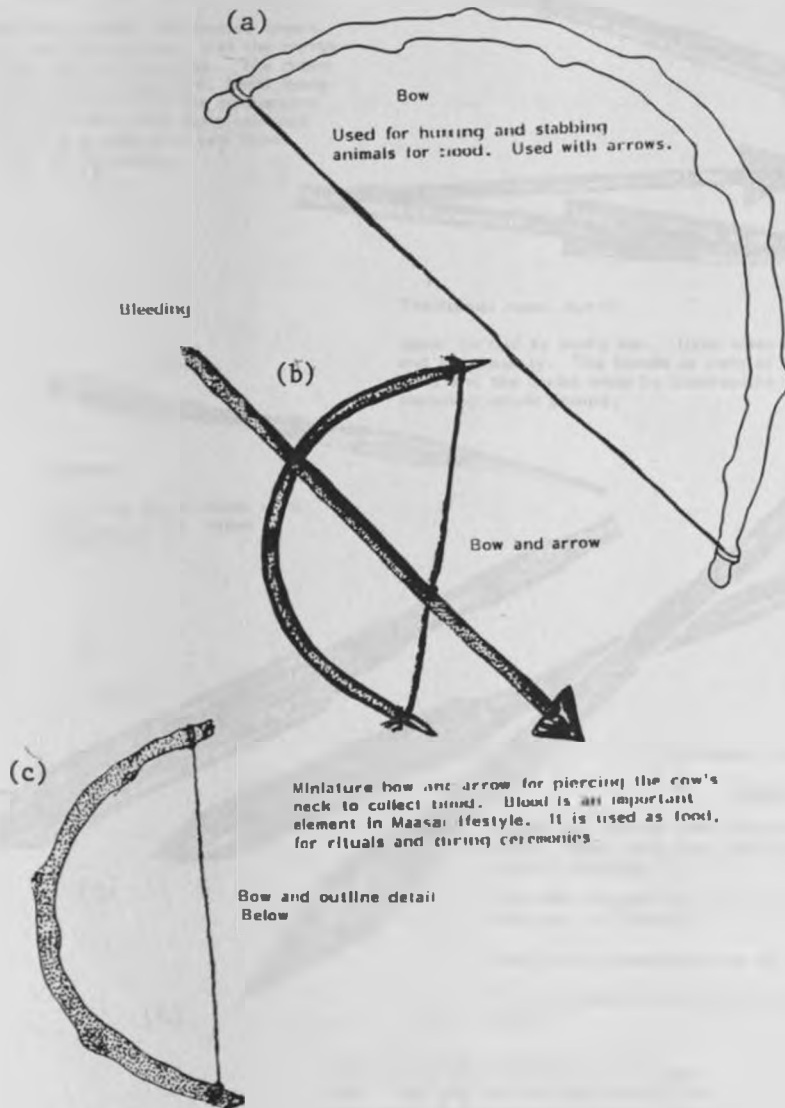 (a)
Bow
Used for hunting and stabbing
animals for blood. Used with arrows.
Bleeding
(b)
Bow and arrow
(c)
Miniature bow and arrow for piercing the cow's
neck to collect blood. Blood is an important
element in Maasai lifestyle. It is used as food,
for rituals and during ceremonies
Bow and outline detail
Below